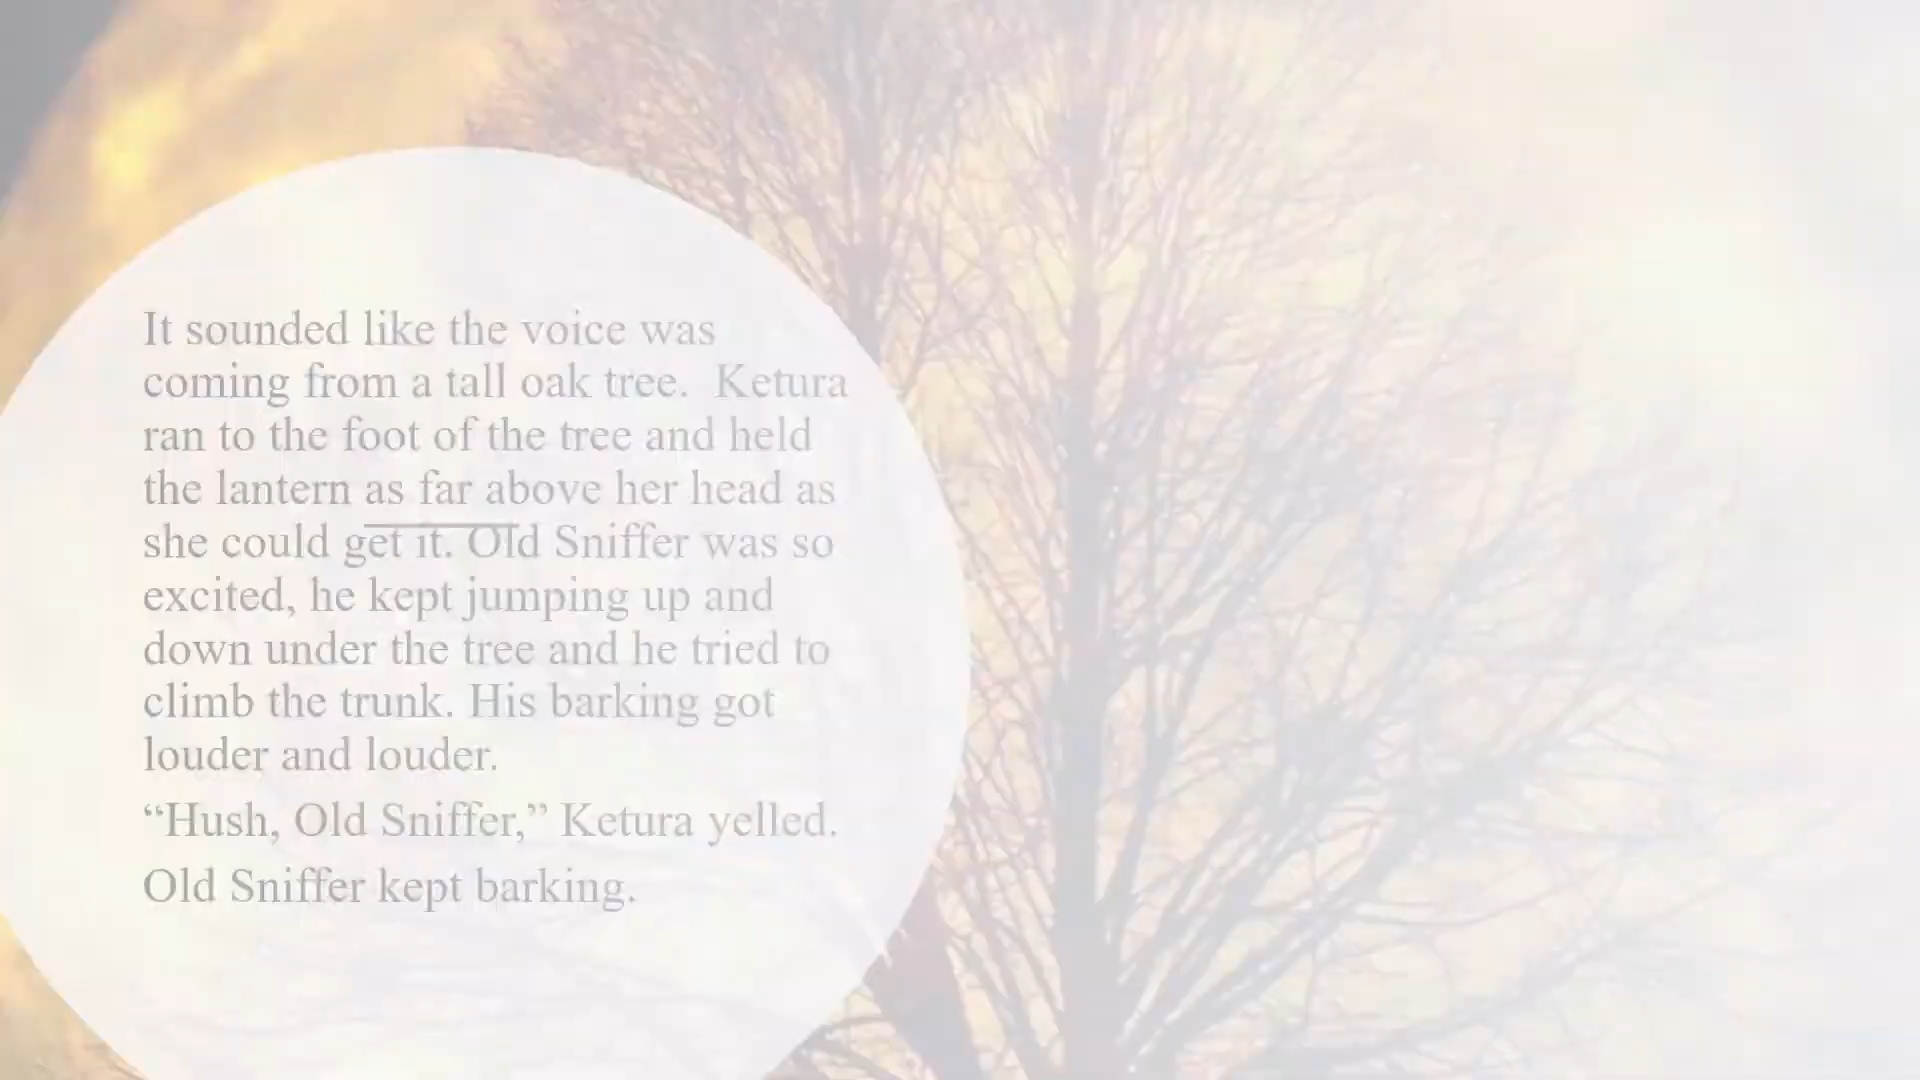 It sounded like the voice was
coming from a tall oak tree.  Ketura
ran to the foot of the tree and held
the lantern as far above her head as
she could get it. Old Sniffer was so
excited, he kept jumping up and
down under the tree and he tried to
climb the trunk. His barking got
louder and louder.
“Hush, Old Sniffer,” Ketura yelled.
Old Sniffer kept barking.